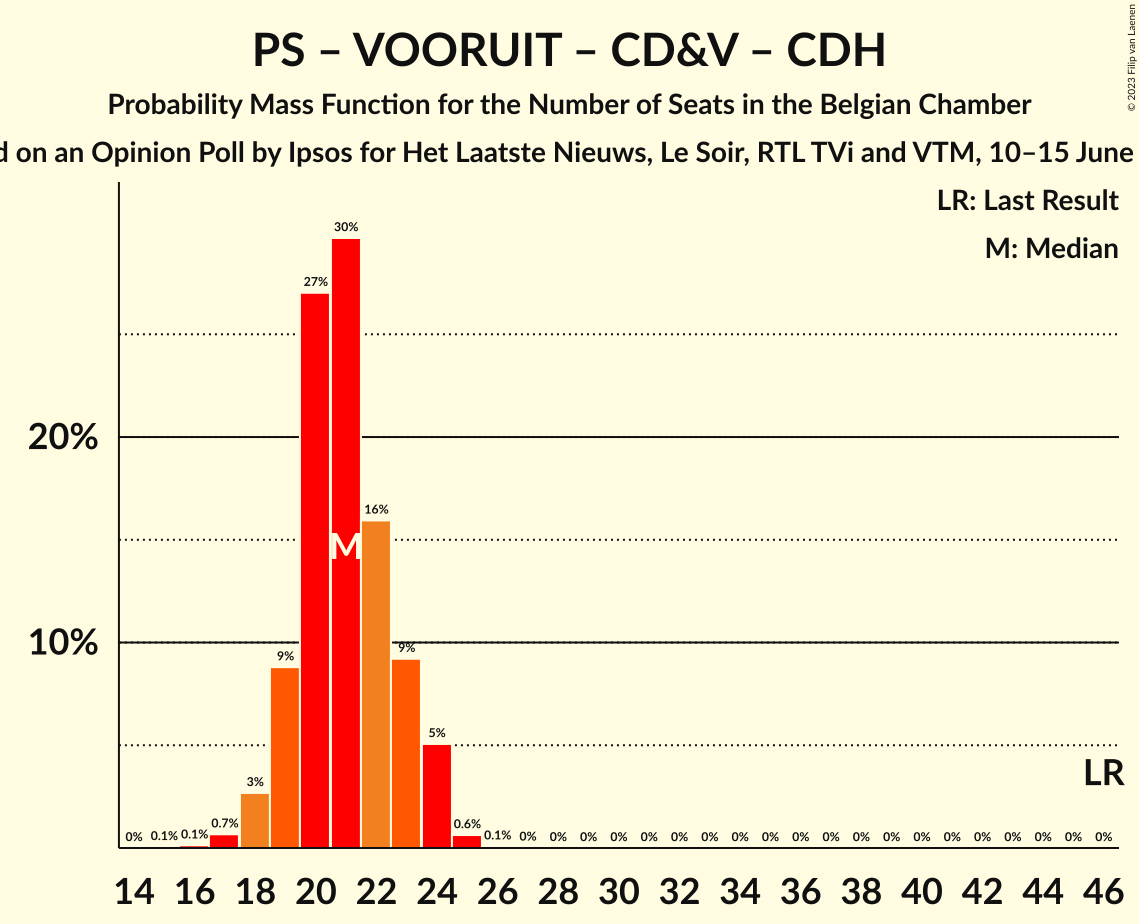 PS – VOORUIT – CD&V – CDH
Probability Mass Function for the Number of Seats in the Belgian Chamber
on an Opinion Poll by Ipsos for Het Laatste Nieuws, Le Soir, RTL TVi and VTM, 10–15 June
© 2023 Filip van Laenen
LR: Last Result
M: Median
30%
27%
20%
16%
M
10%
9%
9%
5%
3%
LR
0% 0.1% 0.1% 0.7% 0.6% 0.1% 0% 0% 0% 0% 0% 0% 0% 0% 0% 0% 0% 0% 0% 0% 0% 0% 0% 0% 0% 0%
14 16 18 20 22 24 26 28 30 32 34 36 38 40 42 44 46